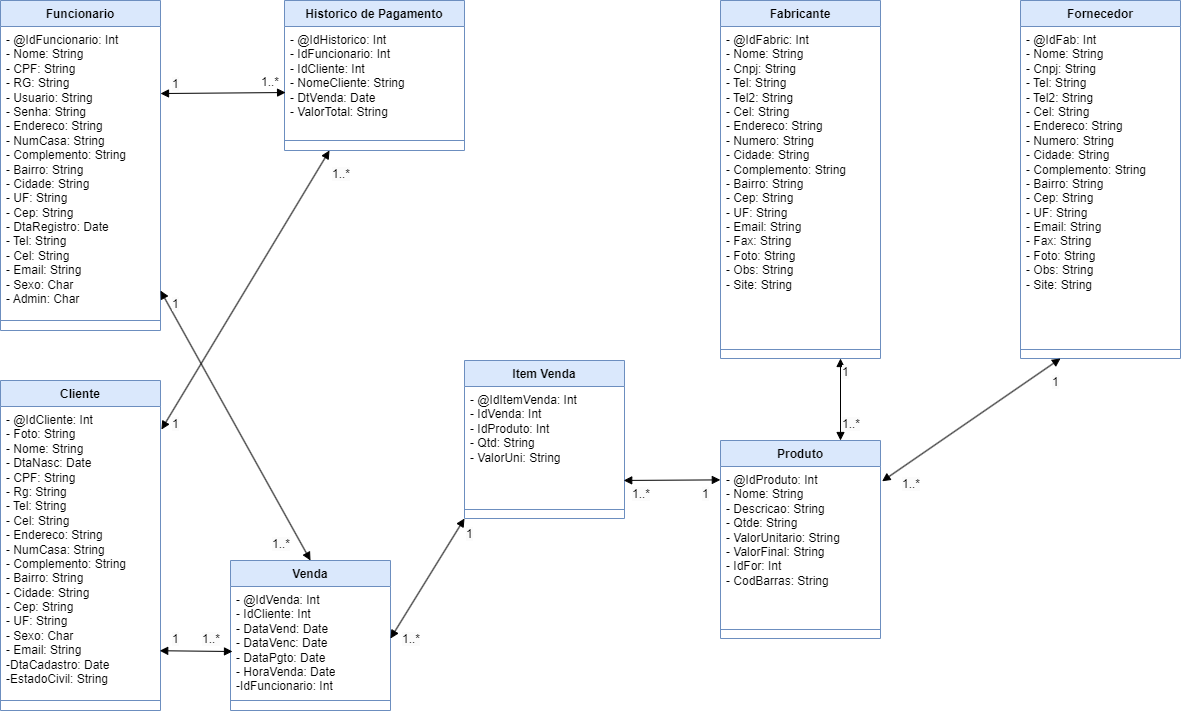 Funcionario
- @IdFuncionario: Int
- Nome: String
- CPF: String
- RG: String
- Usuario: String
- Senha: String
- Endereco: String
- NumCasa: String
- Complemento: String
- Bairro: String
- Cidade: String
- UF: String
- Cep: String
- DtaRegistro: Date
- Tel: String
- Cel: String
- Email: String
- Sexo: Char
- Admin: Char
1
1..*
Historico de Pagamento
- @IdHistorico: Int
- IdFuncionario: Int
- IdCliente: Int
- NomeCliente: String
- DtVenda: Date
- ValorTotal: String
1..*
1
Fabricante
- @IdFabric: Int
- Nome: String
- Cnpj: String
- Tel: String
- Tel2: String
- Cel: String
- Endereco: String
- Numero: String
- Cidade: String
- Complemento: String
- Bairro: String
- Cep: String
- UF: String
- Email: String
- Fax: String
- Foto: String
- Obs: String
- Site: String
Fornecedor
- @IdFab: Int
- Nome: String
- Cnpj: String
- Tel: String
- Tel2: String
- Cel: String
- Endereco: String
- Numero: String
- Cidade: String
- Complemento: String
- Bairro: String
- Cep: String
- UF: String
- Email: String
- Fax: String
- Foto: String
- Obs: String
- Site: String
1
1
Cliente
- @IdCliente: Int
- Foto: String
- Nome: String
- DtaNasc: Date
- CPF: String
- Rg: String
- Tel: String
- Cel: String
- Endereco: String
- NumCasa: String
- Complemento: String
- Bairro: String
- Cidade: String
- Cep: String
- UF: String
- Sexo: Char
- Email: String
-DtaCadastro: Date
-EstadoCivil: String
1
1
1..*
1..*
Venda
- @IdVenda: Int
- IdCliente: Int
- DataVend: Date
- DataVenc: Date
- DataPgto: Date
- HoraVenda: Date
-IdFuncionario: Int
1..*
1
Item Venda
- @IdItemVenda: Int
- IdVenda: Int
- IdProduto: Int
- Qtd: String
- ValorUni: String
1..*
1
1..*
1..*
Produto
- @IdProduto: Int
- Nome: String
- Descricao: String
- Qtde: String
- ValorUnitario: String
- ValorFinal: String
- IdFor: Int
- CodBarras: String